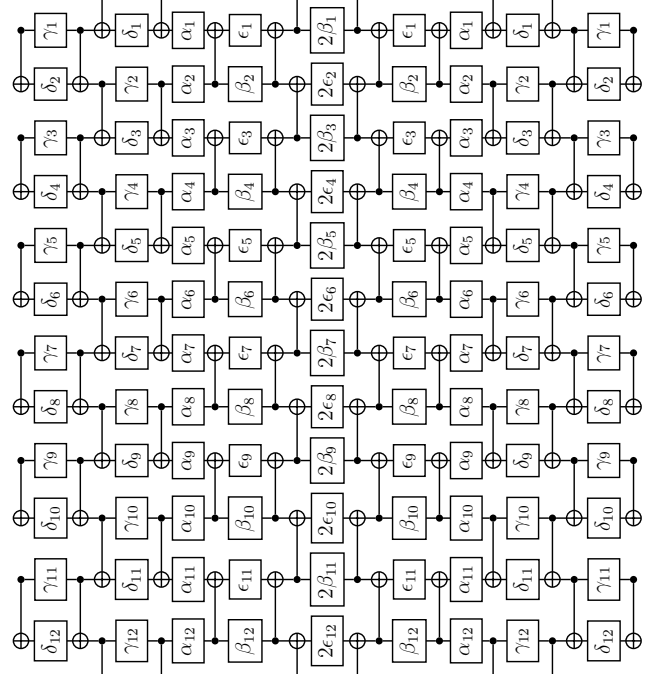 γ1 δ1 α1 ϵ1 2β1 ϵ1 α1 δ1 γ1
δ2 γ2 α2 β2 2ϵ2 β2 α2 γ2 δ2
γ3 δ3 α3 ϵ3 2β3 ϵ3 α3 δ3 γ3
δ4 γ4 α4 β4 2ϵ4 β4 α4 γ4 δ4
γ5 δ5 α5 ϵ5 2β5 ϵ5 α5 δ5 γ5
δ6 γ6 α6 β6 2ϵ6 β6 α6 γ6 δ6
γ7 δ7 α7 ϵ7 2β7 ϵ7 α7 δ7 γ7
δ8 γ8 α8 β8 2ϵ8 β8 α8 γ8 δ8
γ9 δ9 α9 ϵ9 2β9 ϵ9 α9 δ9 γ9
δ10 γ10 α10 β10 2ϵ10 β10 α10 γ10 δ10
γ11 δ11 α11 ϵ11 2β11 ϵ11 α11 δ11 γ11
δ12 γ12 α12 β12 2ϵ12 β12 α12 γ12 δ12